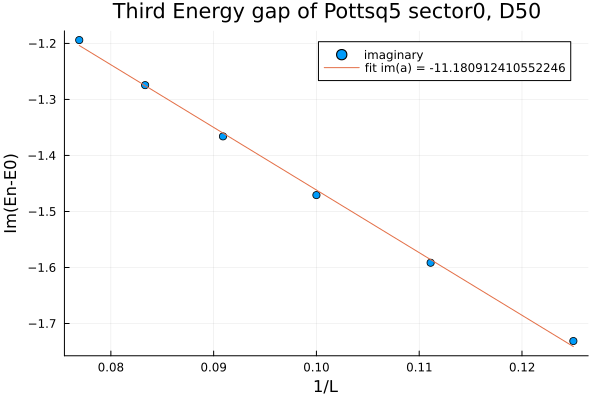 Third Energy gap of Pottsq5 sector0, D50
imaginary
fit im(a) = -11.180912410552246
Im(En-E0)
−1.2
−1.3
−1.4
−1.5
−1.6
−1.7
0.08
0.09
0.10
0.11
0.12
1/L